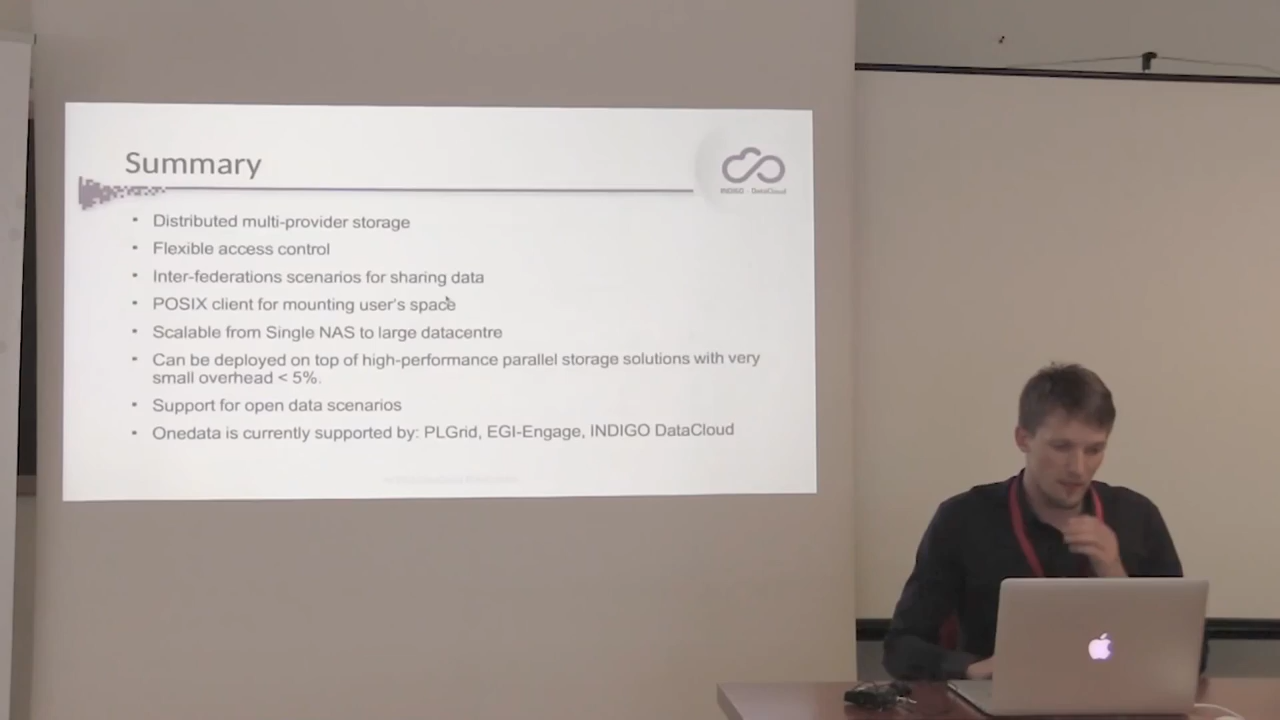 Summary
INDIGO - DataCloud
• Distributed multi-provider storage
• Flexible access control
• Inter-federations scenarios for sharing data
• POSIX client for mounting user's space
• Scalable from Single NAS to large datacentre
• Can be deployed on top of high-performance parallel storage solutions with very
small overhead < 5%.
• Support for open data scenarios
• Onedata is currently supported by: PLGrid, EGI-Engage, INDIGO DataCloud